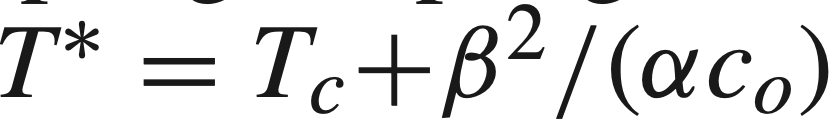 T* = T_c+β²/(αc_o)